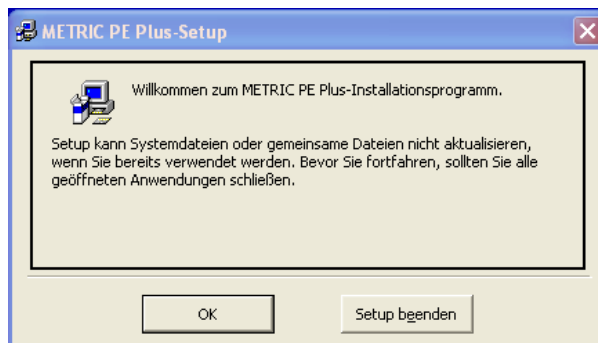 METRIC PE Plus-Setup
Willkommen zum METRIC PE Plus-Installationsprogramm.
Setup kann Systemdateien oder gemeinsame Dateien nicht aktualisieren,
wenn Sie bereits verwendet werden. Bevor Sie fortfahren, sollten Sie alle
geöffneten Anwendungen schließen.
OK
Setup beenden